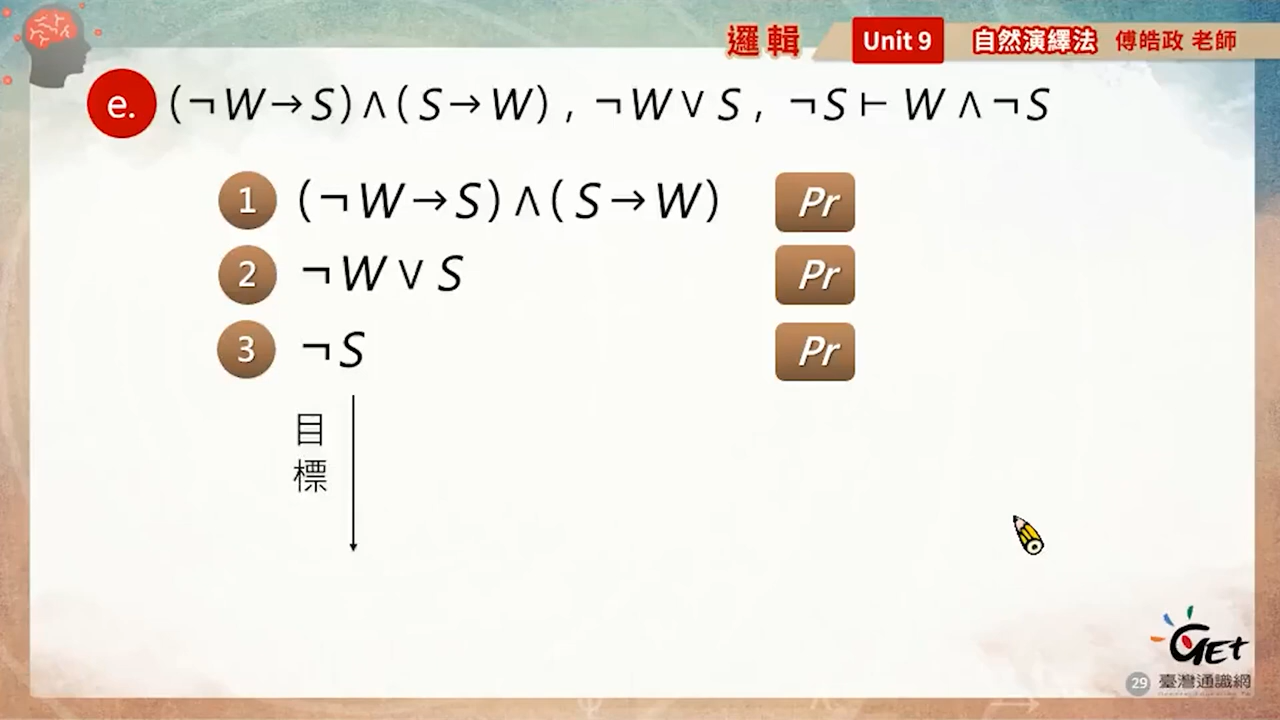 邏輯 Unit 9 自然演繹法 傅皓政 老師
e. (¬W→S)∧(S→W), ¬W∨S, ¬S⊢W∧¬S
1 (¬W→S)∧(S→W) Pr
2 ¬W∨S Pr
3 ¬S Pr
目
標
GET
29 臺灣通識網